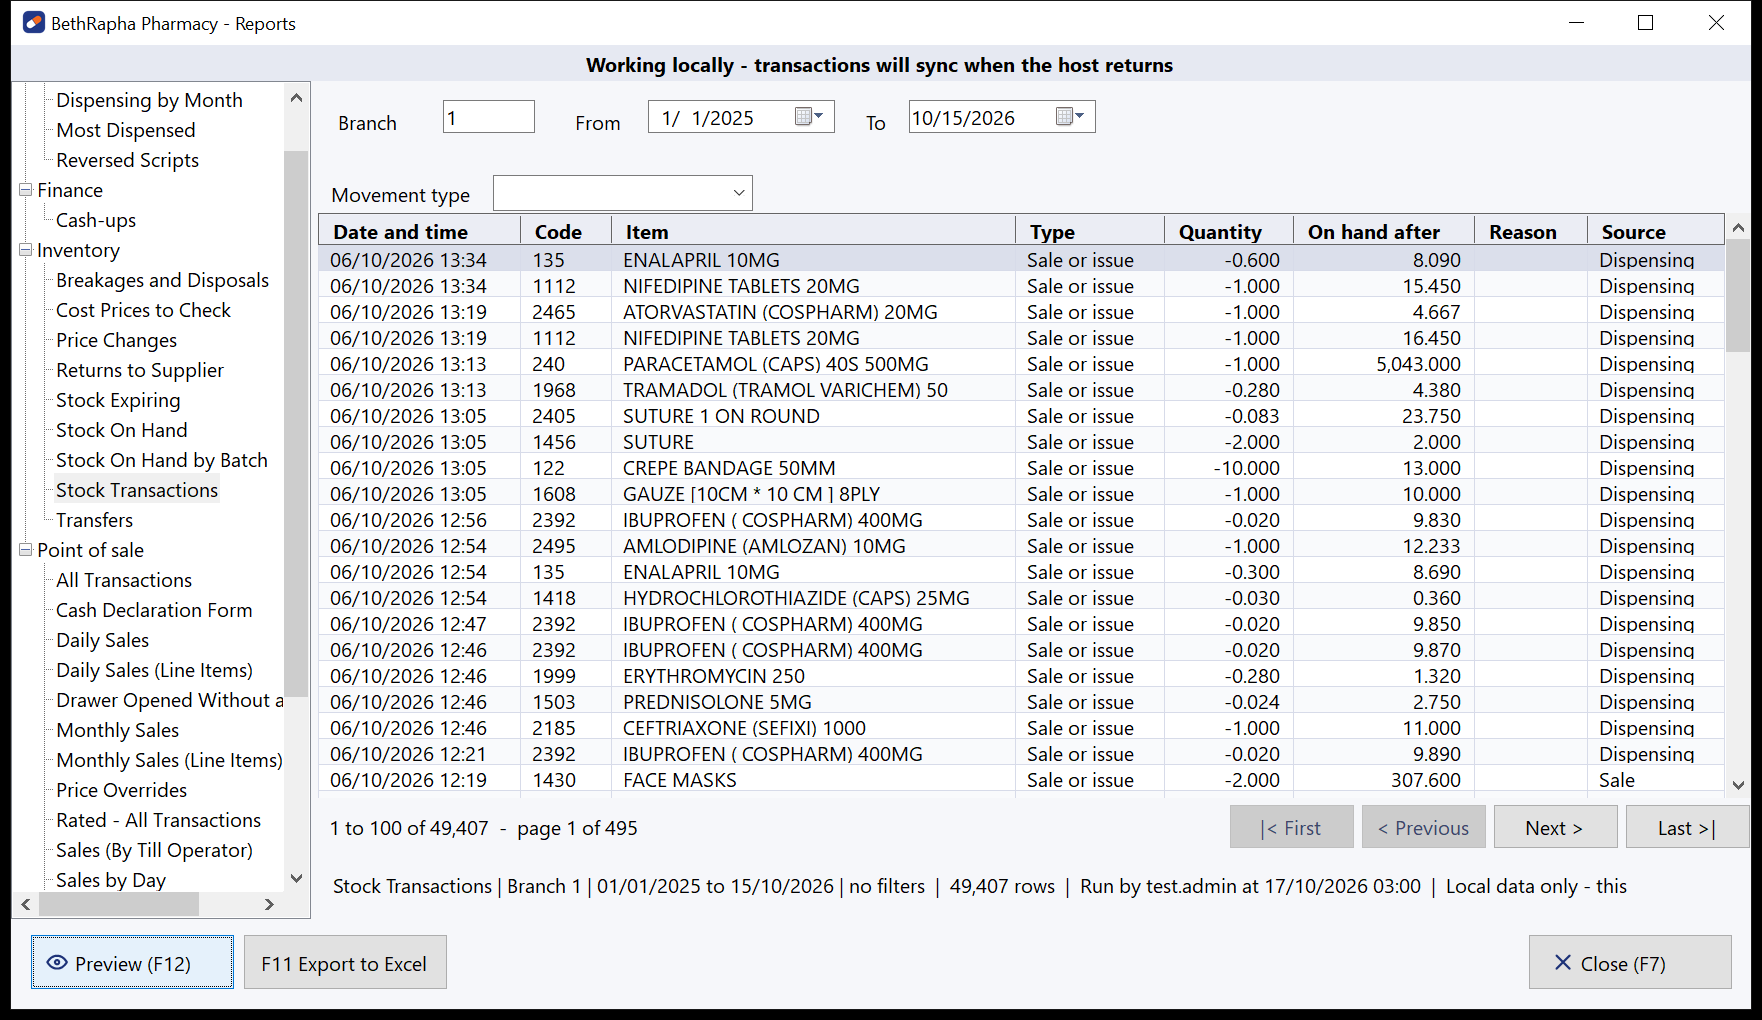 BethRapha Pharmacy - Reports
Working locally - transactions will sync when the host returns
Dispensing by Month
Most Dispensed
Reversed Scripts
Finance
Cash-ups
Inventory
Breakages and Disposals
Cost Prices to Check
Price Changes
Returns to Supplier
Stock Expiring
Stock On Hand
Stock On Hand by Batch
Stock Transactions
Transfers
Point of sale
All Transactions
Cash Declaration Form
Daily Sales
Daily Sales (Line Items)
Drawer Opened Without a
Monthly Sales
Monthly Sales (Line Items)
Price Overrides
Rated - All Transactions
Sales (By Till Operator)
Sales by Day
Branch 1 From 1/ 1/2025 To 10/15/2026
Movement type
Date and time Code Item Type Quantity On hand after Reason Source
06/10/2026 13:34 135 ENALAPRIL 10MG Sale or issue -0.600 8.090 Dispensing
06/10/2026 13:34 1112 NIFEDIPINE TABLETS 20MG Sale or issue -1.000 15.450 Dispensing
06/10/2026 13:19 2465 ATORVASTATIN (COSPHARM) 20MG Sale or issue -1.000 4.667 Dispensing
06/10/2026 13:19 1112 NIFEDIPINE TABLETS 20MG Sale or issue -1.000 16.450 Dispensing
06/10/2026 13:13 240 PARACETAMOL (CAPS) 40S 500MG Sale or issue -1.000 5,043.000 Dispensing
06/10/2026 13:13 1968 TRAMADOL (TRAMOL VARICHEM) 50 Sale or issue -0.280 4.380 Dispensing
06/10/2026 13:05 2405 SUTURE 1 ON ROUND Sale or issue -0.083 23.750 Dispensing
06/10/2026 13:05 1456 SUTURE Sale or issue -2.000 2.000 Dispensing
06/10/2026 13:05 122 CREPE BANDAGE 50MM Sale or issue -10.000 13.000 Dispensing
06/10/2026 13:05 1608 GAUZE [10CM * 10 CM ] 8PLY Sale or issue -1.000 10.000 Dispensing
06/10/2026 12:56 2392 IBUPROFEN ( COSPHARM) 400MG Sale or issue -0.020 9.830 Dispensing
06/10/2026 12:54 2495 AMLODIPINE (AMLOZAN) 10MG Sale or issue -1.000 12.233 Dispensing
06/10/2026 12:54 135 ENALAPRIL 10MG Sale or issue -0.300 8.690 Dispensing
06/10/2026 12:54 1418 HYDROCHLOROTHIAZIDE (CAPS) 25MG Sale or issue -0.030 0.360 Dispensing
06/10/2026 12:47 2392 IBUPROFEN ( COSPHARM) 400MG Sale or issue -0.020 9.850 Dispensing
06/10/2026 12:46 2392 IBUPROFEN ( COSPHARM) 400MG Sale or issue -0.020 9.870 Dispensing
06/10/2026 12:46 1999 ERYTHROMYCIN 250 Sale or issue -0.280 1.320 Dispensing
06/10/2026 12:46 1503 PREDNISOLONE 5MG Sale or issue -0.024 2.750 Dispensing
06/10/2026 12:46 2185 CEFTRIAXONE (SEFIXI) 1000 Sale or issue -1.000 11.000 Dispensing
06/10/2026 12:21 2392 IBUPROFEN ( COSPHARM) 400MG Sale or issue -0.020 9.890 Dispensing
06/10/2026 12:19 1430 FACE MASKS Sale or issue -2.000 307.600 Sale
1 to 100 of 49,407 - page 1 of 495 |< First < Previous Next > Last >|
Stock Transactions | Branch 1 | 01/01/2025 to 15/10/2026 | no filters | 49,407 rows | Run by test.admin at 17/10/2026 03:00 | Local data only - this
Preview (F12) F11 Export to Excel Close (F7)